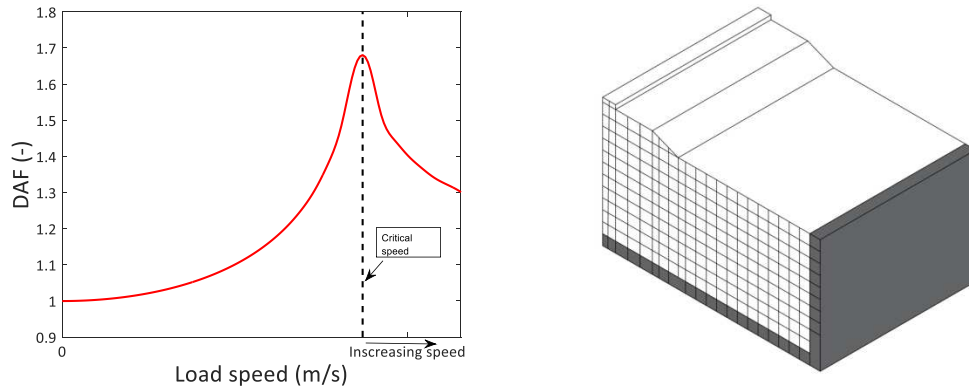 1.8
1.7
1.6
1.5
1.4
1.3
1.2
1.1
1
0.9
DAF (-)
Critical
speed
0
Inscreasing speed
Load speed (m/s)